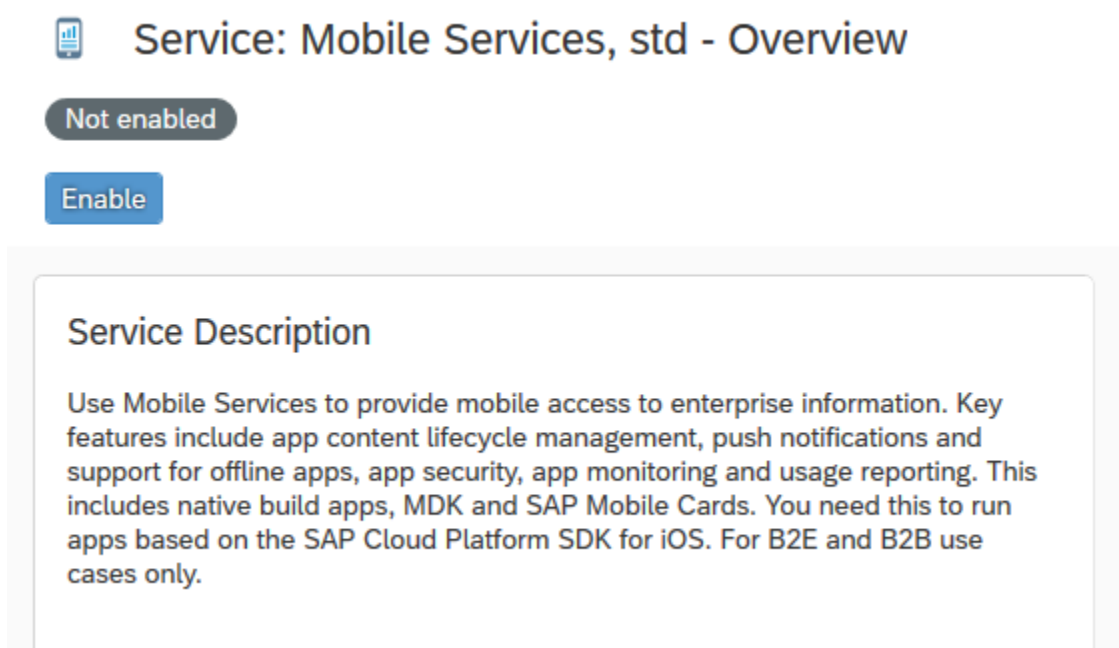 Service: Mobile Services, std - Overview
Not enabled
Enable
Service Description
Use Mobile Services to provide mobile access to enterprise information. Key
features include app content lifecycle management, push notifications and
support for offline apps, app security, app monitoring and usage reporting. This
includes native build apps, MDK and SAP Mobile Cards. You need this to run
apps based on the SAP Cloud Platform SDK for iOS. For B2E and B2B use
cases only.